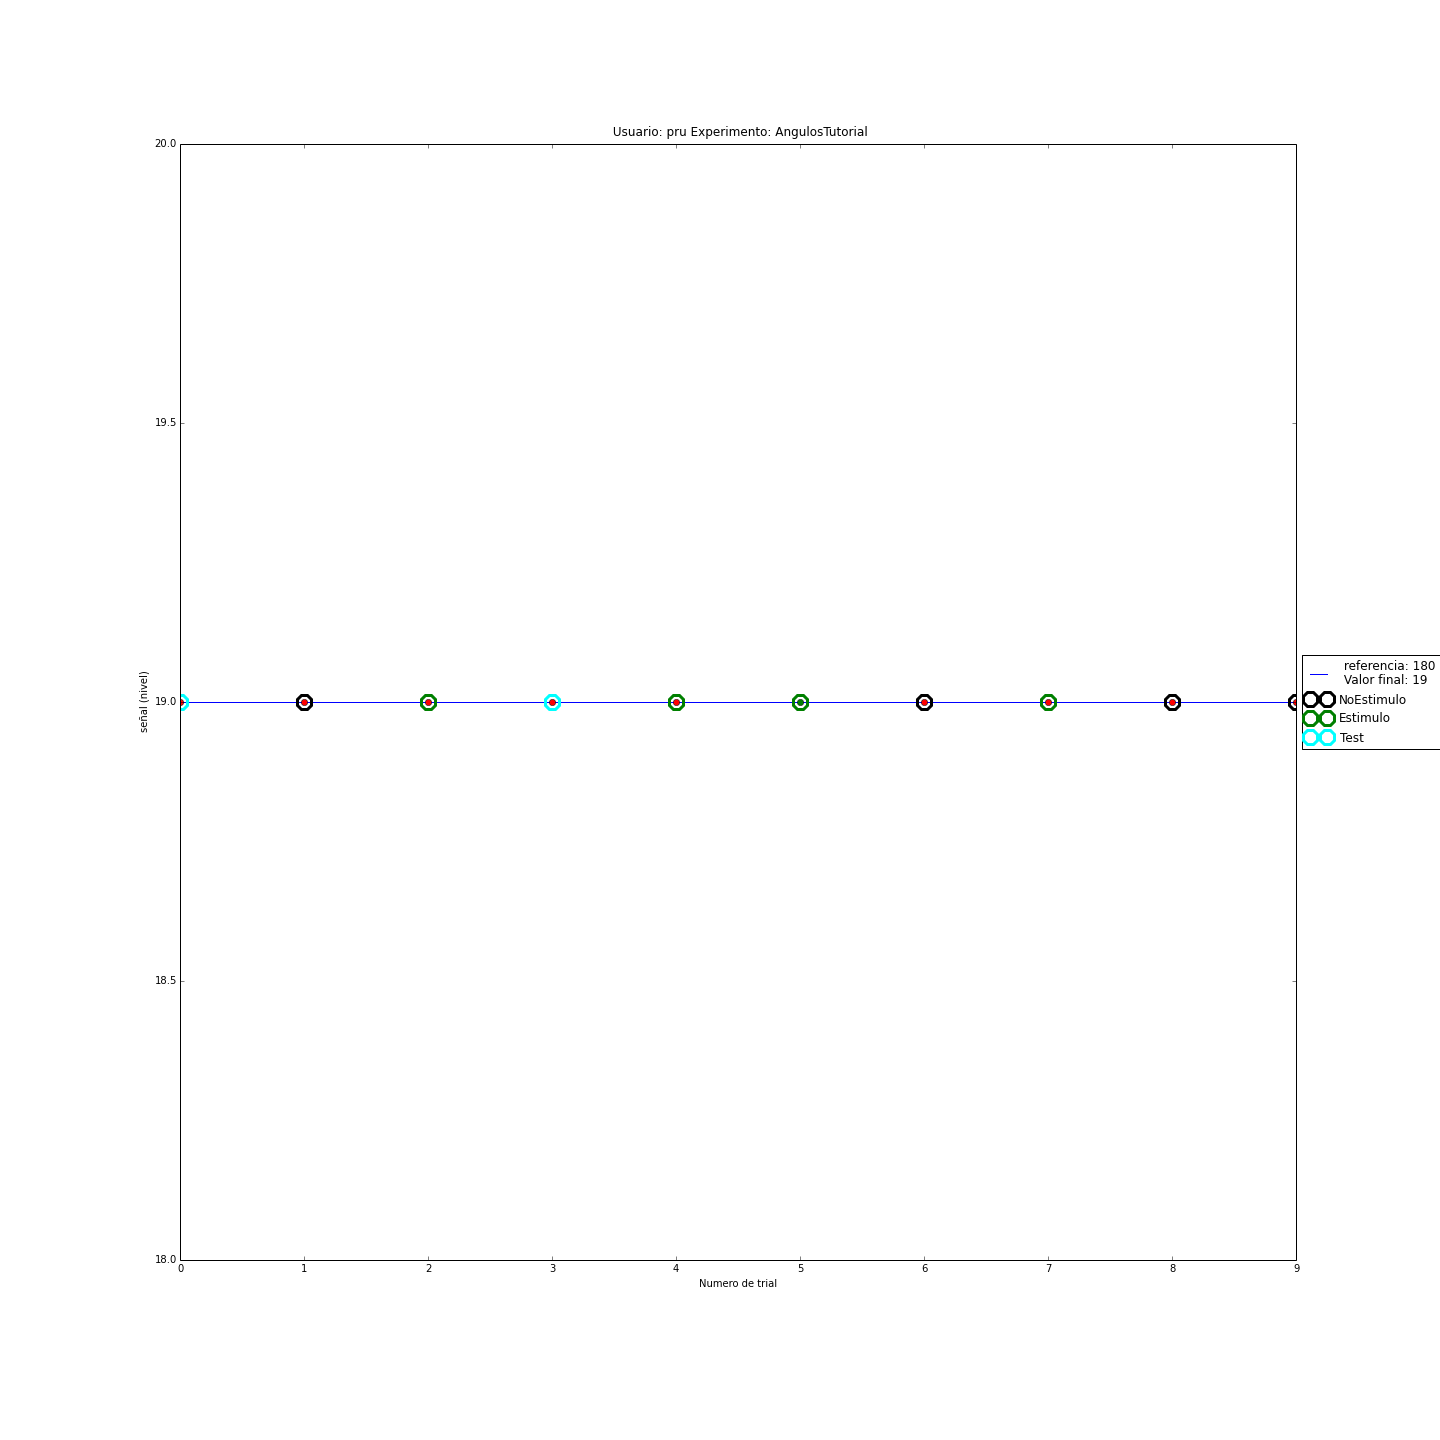 Usuario: pru Experimento: AngulosTutorial
20.0
19.5
19.0
18.5
18.0
señal (nivel)
0 1 2 3 4 5 6 7 8 9
Numero de trial
referencia: 180
Valor final: 19
NoEstimulo
Estimulo
Test